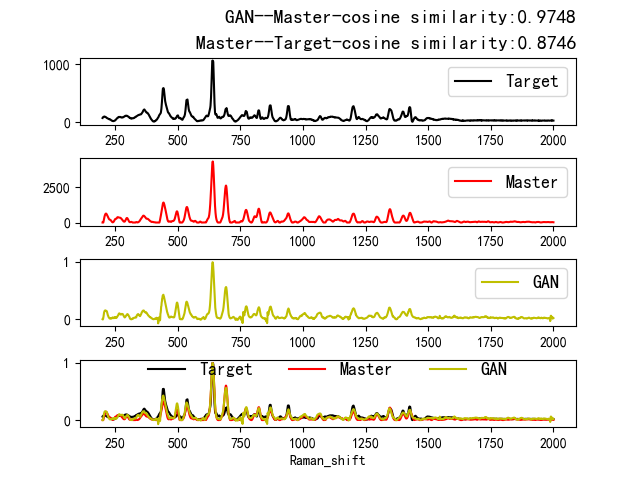 GAN--Master-cosine similarity:0.9748
Master--Target-cosine similarity:0.8746
1000
0
Target
250 500 750 1000 1250 1500 1750 2000
2500
0
Master
250 500 750 1000 1250 1500 1750 2000
1
0
GAN
250 500 750 1000 1250 1500 1750 2000
1
0
Target Master GAN
250 500 750 1000 1250 1500 1750 2000
Raman_shift